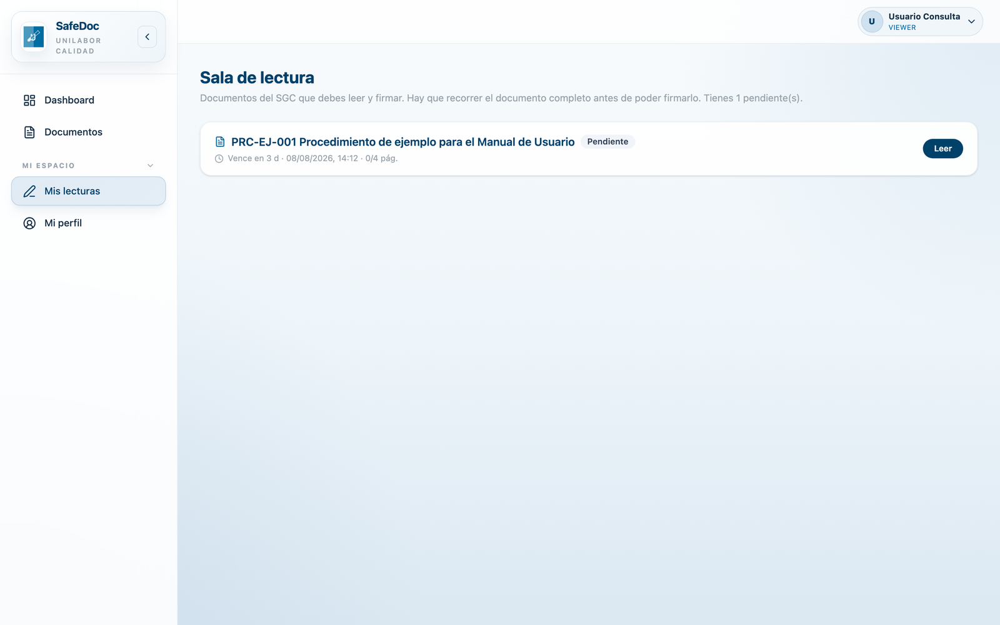 SafeDoc
UNILABOR
CALIDAD
Usuario Consulta
U
VIEWER
Dashboard
Documentos
MI ESPACIO
Mis lecturas
Mi perfil
Sala de lectura
Documentos del SGC que debes leer y firmar. Hay que recorrer el documento completo antes de poder firmarlo. Tienes 1 pendiente(s).
PRC-EJ-001 Procedimiento de ejemplo para el Manual de Usuario Pendiente
Vence en 3 d · 08/08/2026, 14:12 · 0/4 pág.
Leer